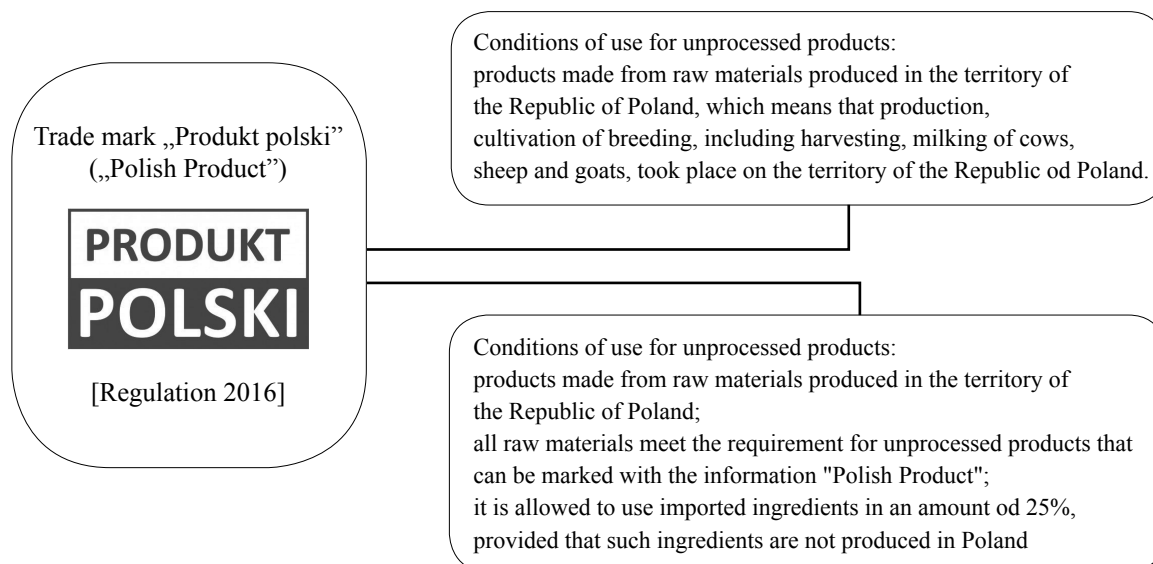 Trade mark „Produkt polski”
(„Polish Product”)
PRODUKT
POLSKI
[Regulation 2016]
Conditions of use for unprocessed products:
products made from raw materials produced in the territory of
the Republic of Poland, which means that production,
cultivation of breeding, including harvesting, milking of cows,
sheep and goats, took place on the territory of the Republic od Poland.
Conditions of use for unprocessed products:
products made from raw materials produced in the territory of
the Republic of Poland;
all raw materials meet the requirement for unprocessed products that
can be marked with the information "Polish Product";
it is allowed to use imported ingredients in an amount od 25%,
provided that such ingredients are not produced in Poland